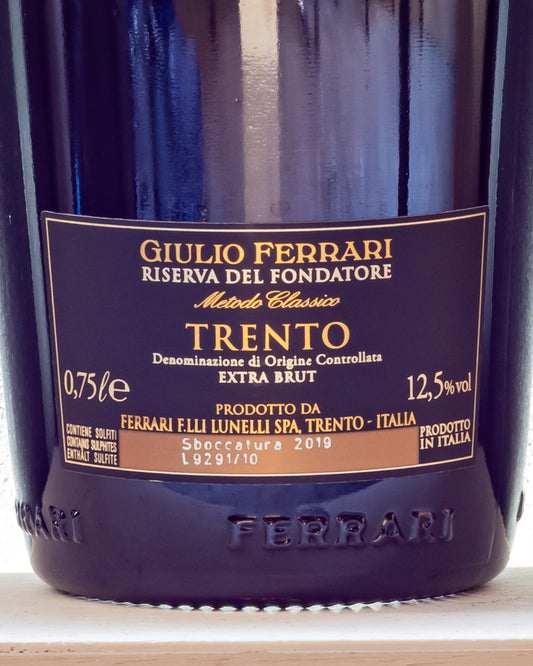 GIULIO FERRARI
RISERVA DEL FONDATORE
Metodo Classico
TRENTO
Denominazione di Origine Controllata
EXTRA BRUT
0,75 ℓ e
12,5% vol
PRODOTTO DA
FERRARI F.LLI LUNELLI SPA, TRENTO - ITALIA
CONTIENE SOLFITI
CONTAINS SULPHITES
ENTHÄLT SULFITE
Sboccatura 2019
L9291/10
PRODOTTO
IN ITALIA
FERRARI